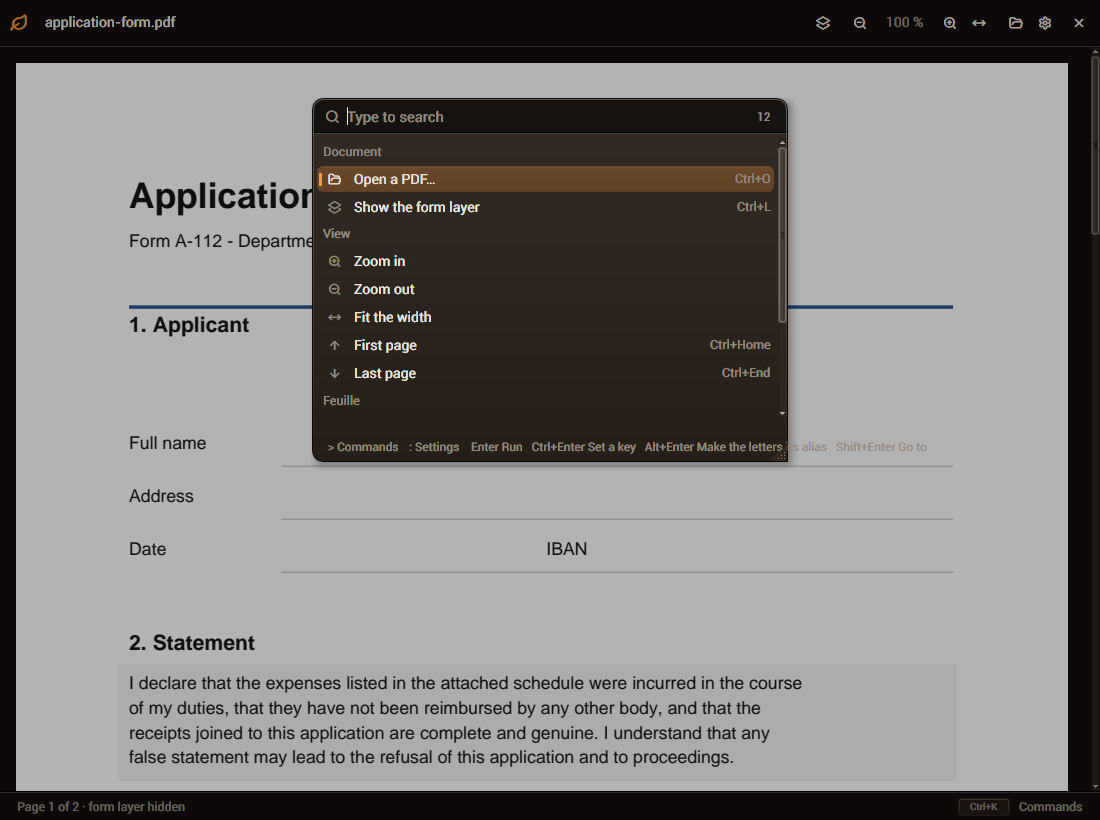 application-form.pdf
100 %
Type to search
12
Document
Open a PDF...
Ctrl+O
Show the form layer
Ctrl+L
View
Zoom in
Zoom out
Fit the width
First page
Ctrl+Home
Last page
Ctrl+End
Feuille
> Commands : Settings Enter Run Ctrl+Enter Set a key Alt+Enter Make the letters alias Shift+Enter Go to
Application
Form A-112 - Departme
1. Applicant
Full name
Address
Date
IBAN
2. Statement
I declare that the expenses listed in the attached schedule were incurred in the course
of my duties, that they have not been reimbursed by any other body, and that the
receipts joined to this application are complete and genuine. I understand that any
false statement may lead to the refusal of this application and to proceedings.
Page 1 of 2 · form layer hidden
Ctrl+K Commands